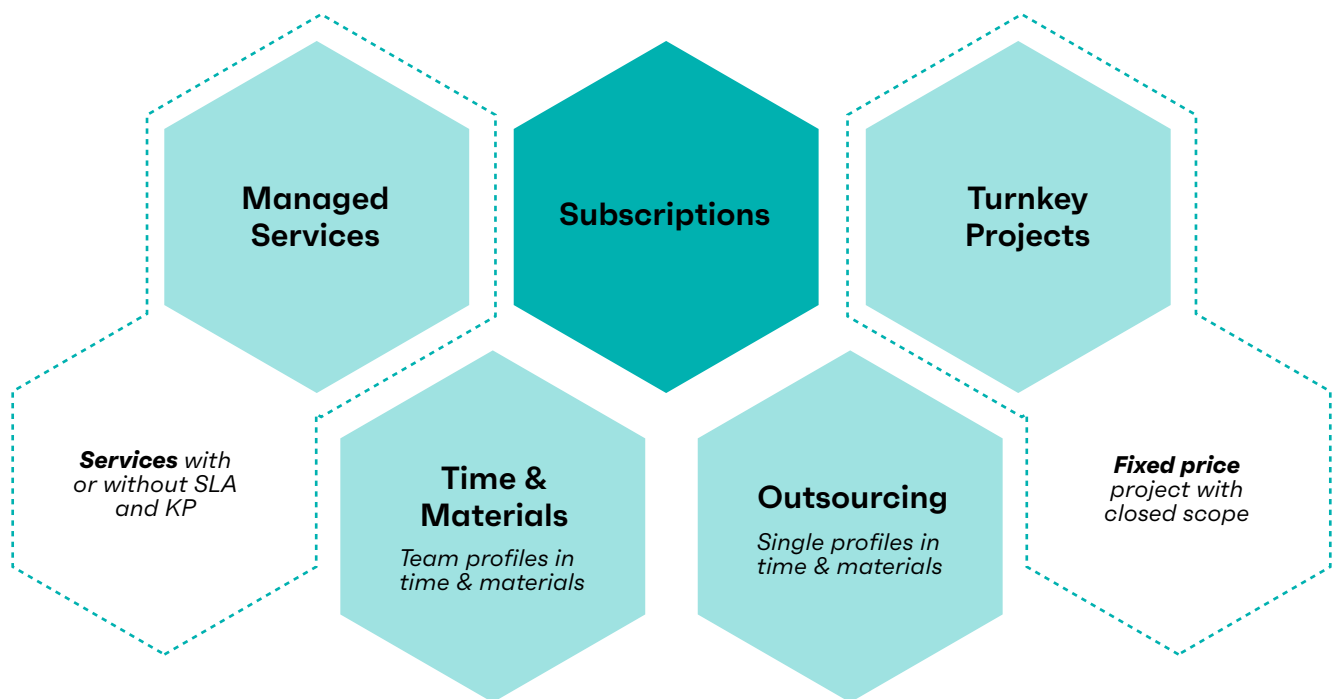 Managed
Services
Subscriptions
Turnkey
Projects
Services with
or without SLA
and KP
Time &
Materials
Team profiles in
time & materials
Outsourcing
Single profiles in
time & materials
Fixed price
project with
closed scope